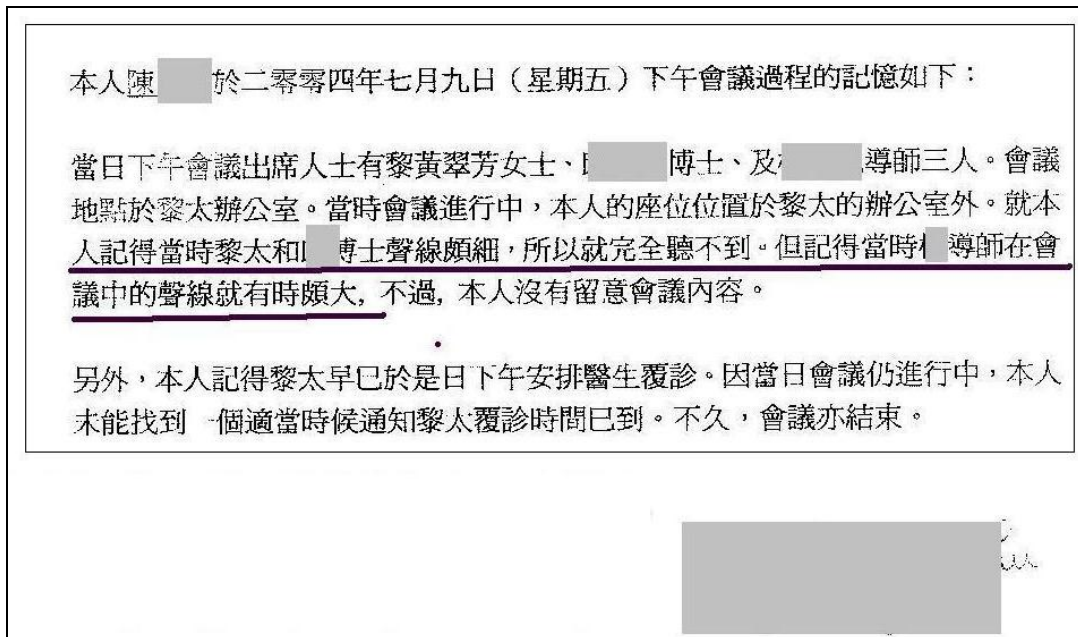 本人陳 於二零零四年七月九日（星期五）下午會議過程的記憶如下：
當日下午會議出席人士有黎黃翠芳女士、 博士、及 導師三人。會議
地點於黎太辦公室。當時會議進行中，本人的座位位置於黎太的辦公室外。就本
人記得當時黎太和 博士聲線頗細，所以就完全聽不到。但記得當時 導師在會
議中的聲線就有時頗大, 不過, 本人沒有留意會議內容。
另外，本人記得黎太早已於是日下午安排醫生覆診。因當日會議仍進行中，本人
未能找到一個適當時候通知黎太覆診時間已到。不久，會議亦結束。